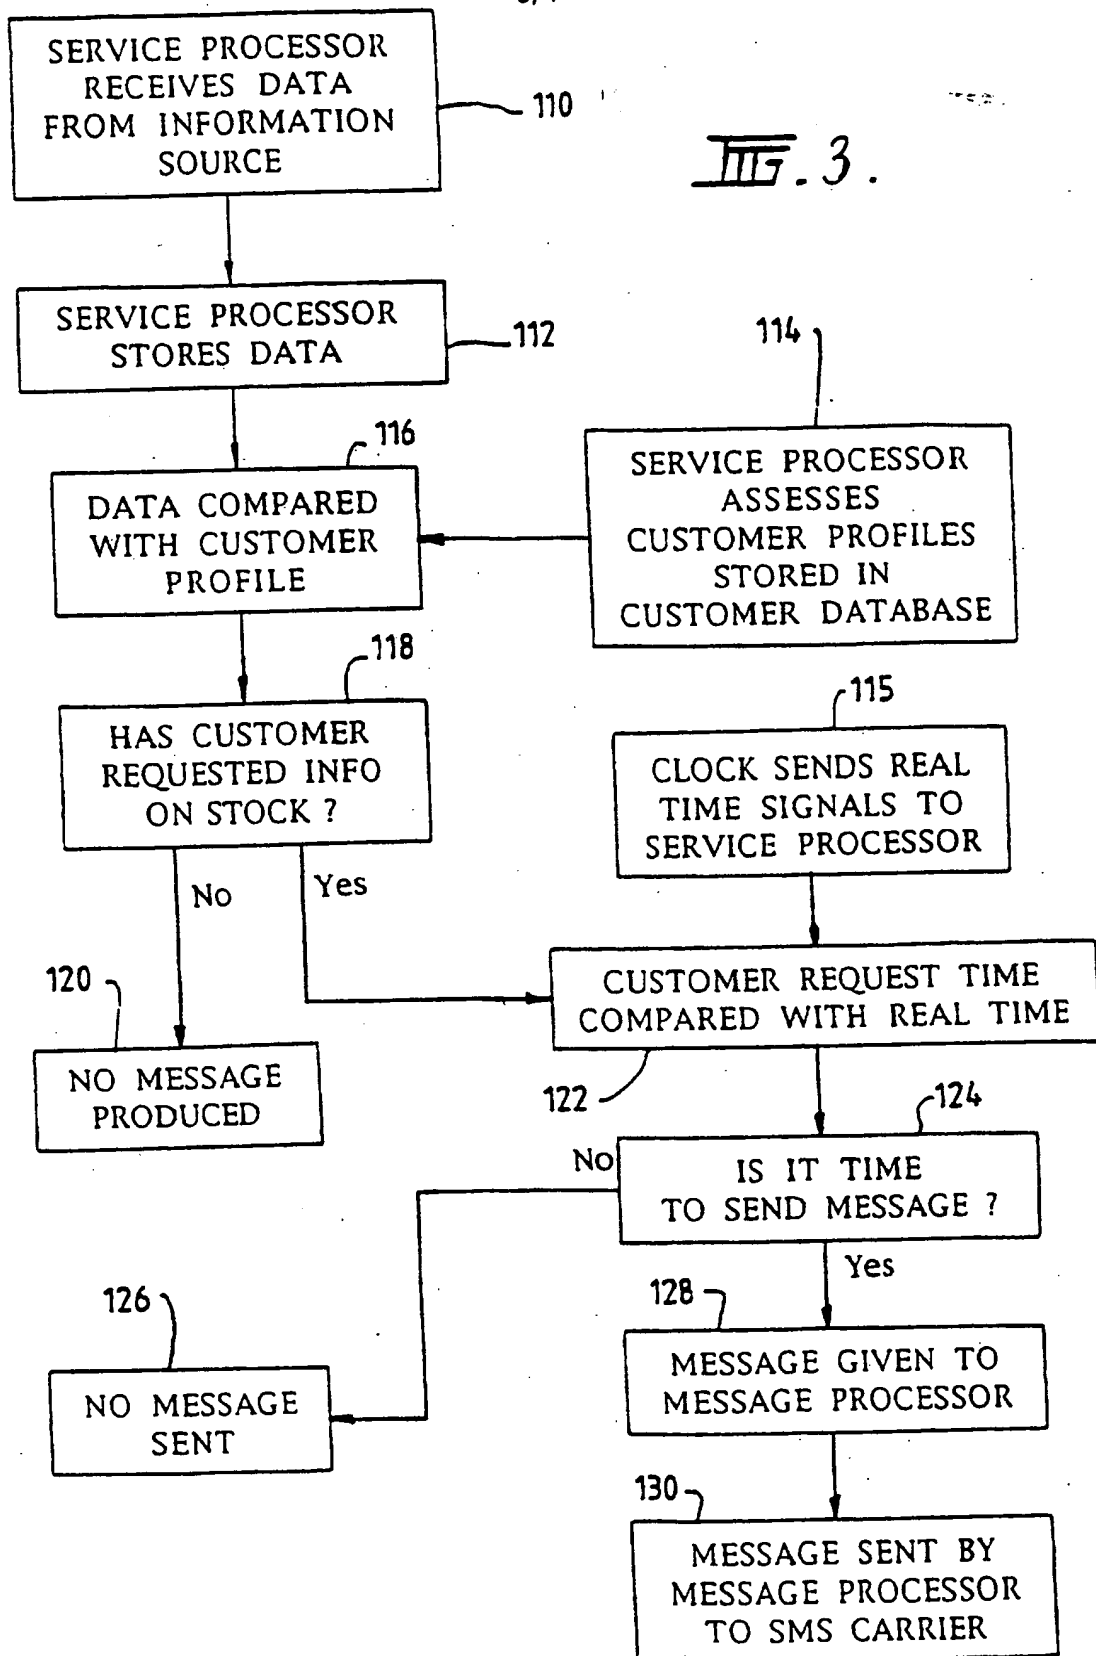 SERVICE PROCESSOR
RECEIVES DATA
FROM INFORMATION
SOURCE
110
FIG. 3.
SERVICE PROCESSOR
STORES DATA
112
114
116
DATA COMPARED
WITH CUSTOMER
PROFILE
SERVICE PROCESSOR
ASSESSES
CUSTOMER PROFILES
STORED IN
CUSTOMER DATABASE
118
HAS CUSTOMER
REQUESTED INFO
ON STOCK ?
115
CLOCK SENDS REAL
TIME SIGNALS TO
SERVICE PROCESSOR
No
Yes
120
NO MESSAGE
PRODUCED
CUSTOMER REQUEST TIME
COMPARED WITH REAL TIME
122
124
No
IS IT TIME
TO SEND MESSAGE ?
Yes
126
NO MESSAGE
SENT
128
MESSAGE GIVEN TO
MESSAGE PROCESSOR
130
MESSAGE SENT BY
MESSAGE PROCESSOR
TO SMS CARRIER